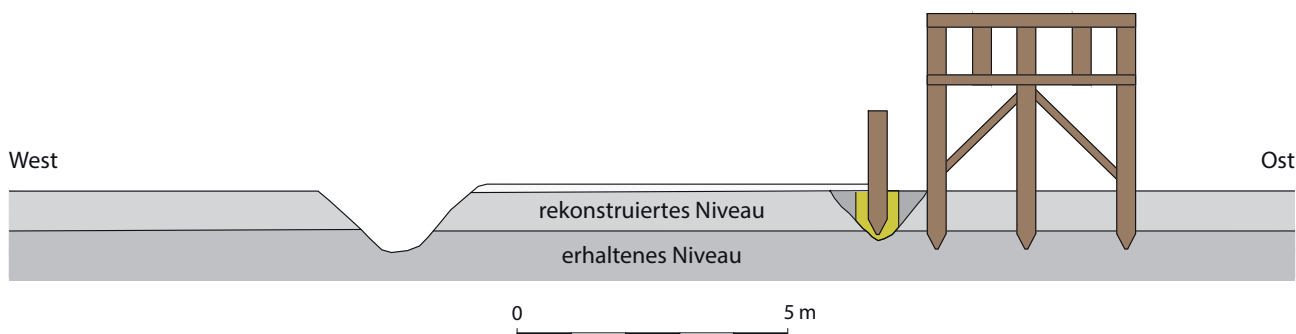 West
Ost
rekonstruiertes Niveau
erhaltenes Niveau
0 5 m